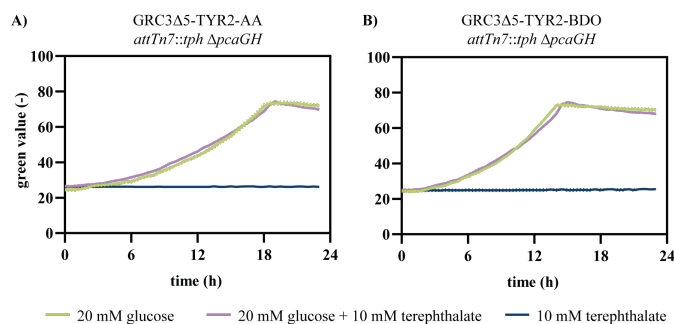 A)
GRC3Δ5-TYR2-AA
attTn7::tph ΔpcaGH
green value (-)
100
80
60
40
20
0
0 6 12 18 24
time (h)
B)
GRC3Δ5-TYR2-BDO
attTn7::tph ΔpcaGH
100
80
60
40
20
0
0 6 12 18 24
time (h)
20 mM glucose 20 mM glucose + 10 mM terephthalate 10 mM terephthalate